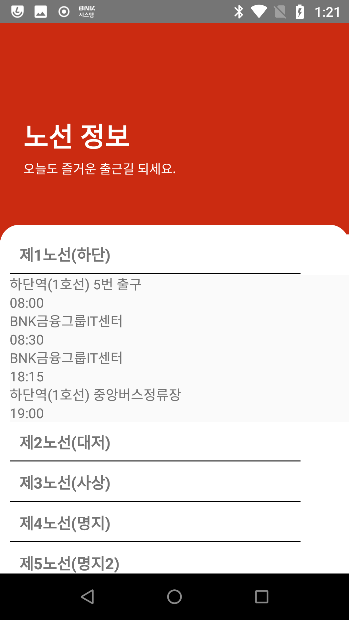 BNK
시스템
1:21
노선 정보
오늘도 즐거운 출근길 되세요.
제1노선(하단)
하단역(1호선) 5번 출구
08:00
BNK금융그룹IT센터
08:30
BNK금융그룹IT센터
18:15
하단역(1호선) 중앙버스정류장
19:00
제2노선(대저)
제3노선(사상)
제4노선(명지)
제5노선(명지2)